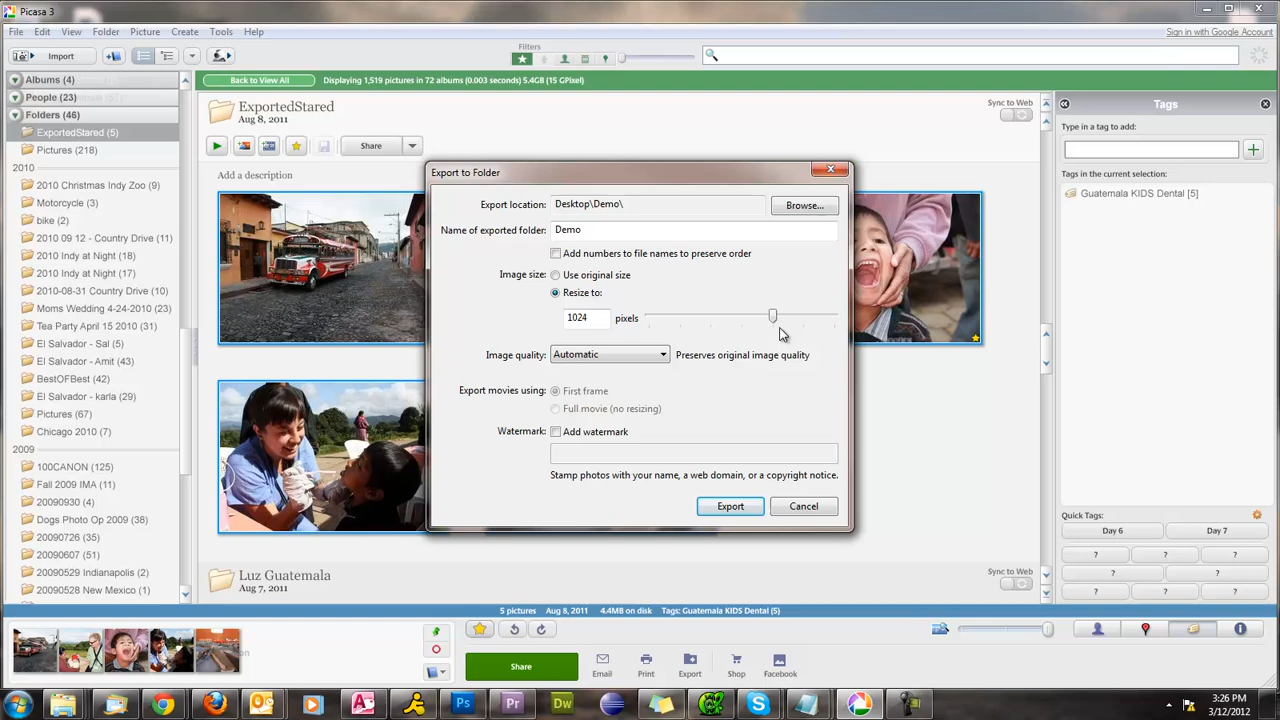 Picasa 3
File Edit View Folder Picture Create Tools Help
Sign in with Google Account
Import
Filters
Back to View All
Displaying 1,519 pictures in 72 albums (0.003 seconds) 5.4GB (15 GPixel)
Albums (4)
People (23)
Folders (46)
ExportedStared (5)
Pictures (218)
2010
2010 Christmas Indy Zoo (9)
Motorcycle (3)
bike (2)
2010 09 12 - Country Drive (11)
2010 Indy at Night (18)
2010 Indy at Night (17)
2010-08-31 Country Drive (10)
Moms Wedding 4-24-2010 (23)
Tea Party April 15 2010 (31)
El Salvador - Sal (5)
El Salvador - Amit (43)
BestOFBest (42)
El Salvador - karla (29)
Pictures (67)
Chicago 2010 (7)
2009
100CANON (125)
Fall 2009 IMA (11)
20090930 (4)
Dogs Photo Op 2009 (38)
20090726 (35)
20090607 (51)
20090529 Indianapolis (2)
20090528 New Mexico (1)
ExportedStared
Aug 8, 2011
Sync to Web
Share
Add a description
Export to Folder
Export location: Desktop\Demo\ Browse...
Name of exported folder: Demo
Add numbers to file names to preserve order
Image size: Use original size
Resize to:
1024 pixels
Image quality: Automatic Preserves original image quality
Export movies using: First frame
Full movie (no resizing)
Watermark: Add watermark
Stamp photos with your name, a web domain, or a copyright notice.
Export Cancel
Luz Guatemala
Aug 7, 2011
Sync to Web
Tags
Type in a tag to add:
Tags in the current selection:
Guatemala KIDS Dental [5]
Quick Tags:
Day 6 Day 7
? ? ?
? ?
? ? ?
5 pictures Aug 8, 2011 4.4MB on disk Tags: Guatemala KIDS Dental (5)
Share
Email Print Export Shop Facebook
Ps Pr Dw
3:26 PM
3/12/2012